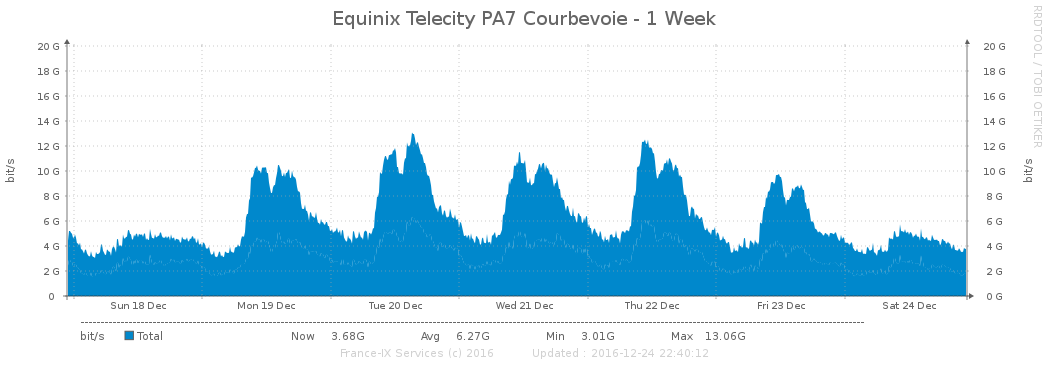 Equinix Telecity PA7 Courbevoie - 1 Week
RRDTOOL / TOBI OETIKER
bit/s
20 G
18 G
16 G
14 G
12 G
10 G
8 G
6 G
4 G
2 G
0
20 G
18 G
16 G
14 G
12 G
10 G
8 G
6 G
4 G
2 G
0 G
bit/s
Sun 18 Dec Mon 19 Dec Tue 20 Dec Wed 21 Dec Thu 22 Dec Fri 23 Dec Sat 24 Dec
bit/s Total Now 3.68G Avg 6.27G Min 3.01G Max 13.06G
France-IX Services (c) 2016 Updated : 2016-12-24 22:40:12